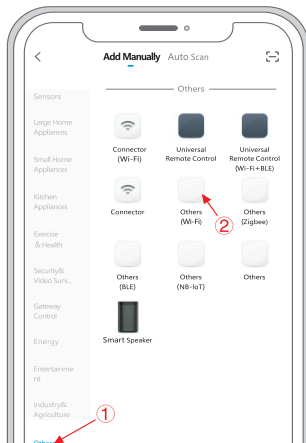 Add Manually Auto Scan
Others
Sensors
Large Home
Appliances
Small Home
Appliances
Kitchen
Appliances
Exercise
& Health
Security&
Video Surv..
Gateway
Control
Energy
Entertainme
nt
Industry&
Agriculture
Others
Connector
(Wi-Fi)
Universal
Remote Control
Universal
Remote Control
(Wi-Fi+BLE)
Connector
Others
(Wi-Fi)
Others
(Zigbee)
Others
(BLE)
Others
(NB-IoT)
Others
Smart Speaker
2
1